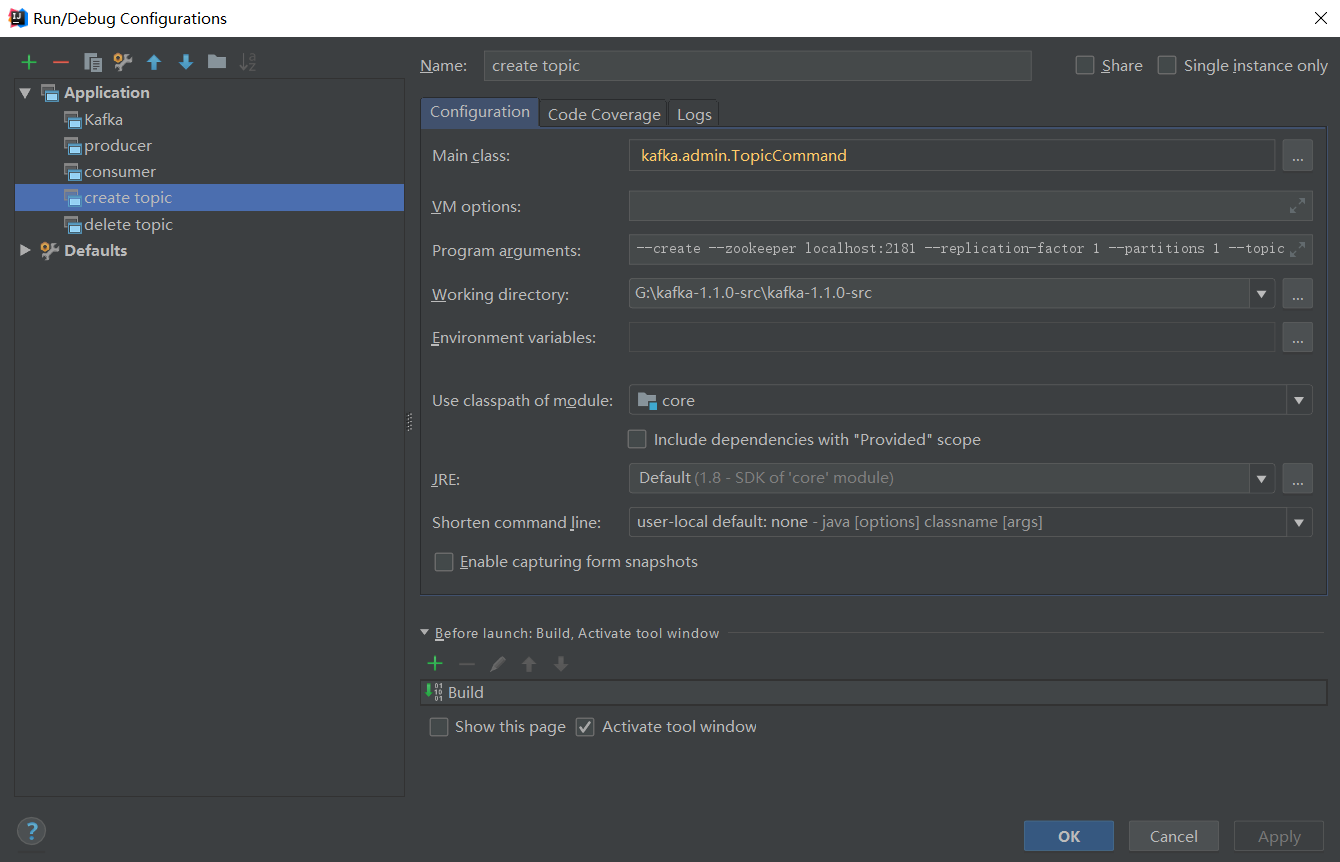 Run/Debug Configurations
Name: create topic Share Single instance only
Application
Kafka
producer
consumer
create topic
delete topic
Defaults
Configuration Code Coverage Logs
Main class: kafka.admin.TopicCommand ...
VM options:
Program arguments: --create --zookeeper localhost:2181 --replication-factor 1 --partitions 1 --topic
Working directory: G:\kafka-1.1.0-src\kafka-1.1.0-src ...
Environment variables: ...
Use classpath of module: core
Include dependencies with "Provided" scope
JRE: Default (1.8 - SDK of 'core' module) ...
Shorten command line: user-local default: none - java [options] classname [args]
Enable capturing form snapshots
Before launch: Build, Activate tool window
Build
Show this page Activate tool window
? OK Cancel Apply